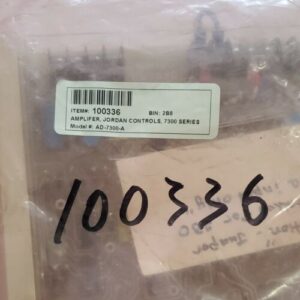 ITEM#: 100336 BIN: 2B8
AMPLIFER, JORDAN CONTROLS, 7300 SERIES
Model #: AD-7300-A
100336